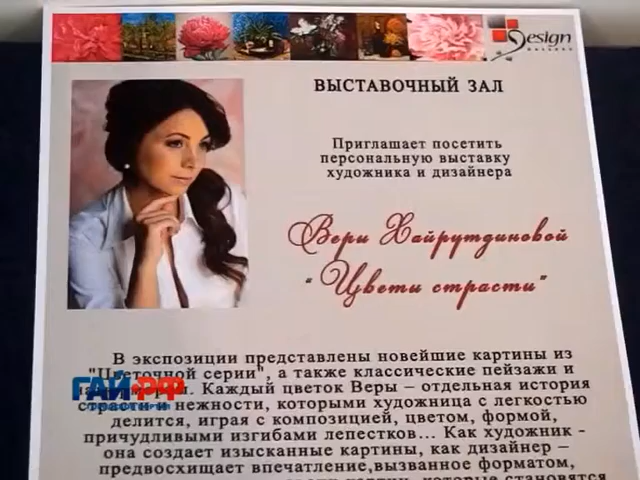 Design
ВЫСТАВОЧНЫЙ ЗАЛ
Приглашает посетить
персональную выставку
художника и дизайнера
Веры Хайрутдиновой
"Цветы страсти"
В экспозиции представлены новейшие картины из
"Цветочной серии", а также классические пейзажи и
Каждый цветок Веры – отдельная история
страсти и нежности, которыми художница с легкостью
делится, играя с композицией, цветом, формой,
причудливыми изгибами лепестков... Как художник -
она создает изысканные картины, как дизайнер –
предвосхищает впечатление,вызванное форматом,
которые становятся
ГАЙ.РФ